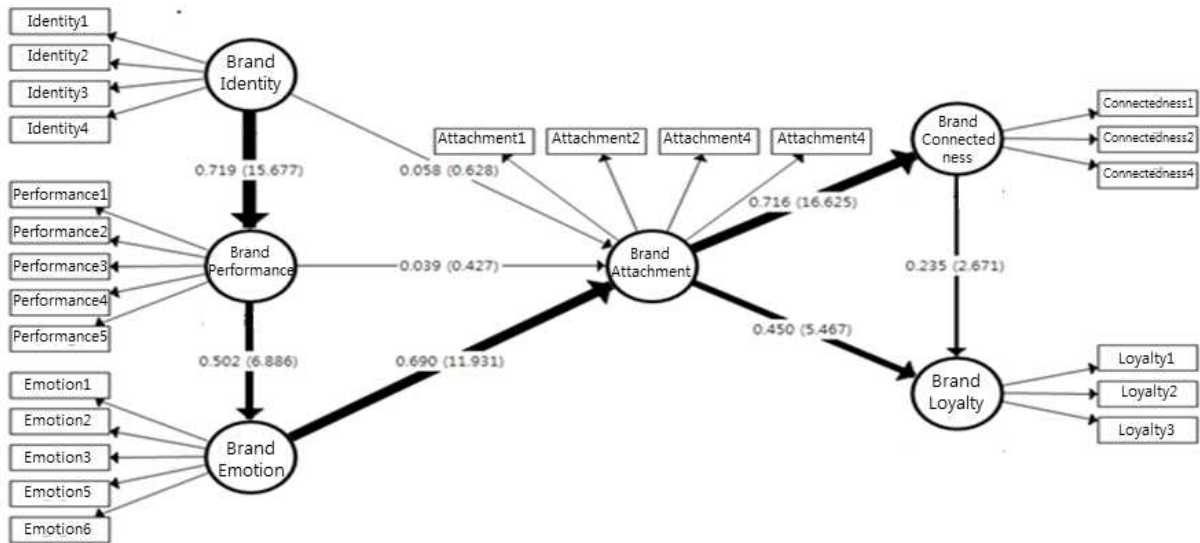 Identity1
Identity2
Identity3
Identity4
Brand
Identity
0.719 (15.677)
0.058 (0.628)
Attachment1
Attachment2
Attachment4
Attachment4
Brand
Connected
ness
Connectedness1
Connectedness2
Connectedness4
0.716 (16.625)
Performance1
Performance2
Performance3
Performance4
Performance5
Brand
Performance
0.039 (0.427)
Brand
Attachment
0.235 (2.671)
0.502 (6.886)
0.690 (11.931)
0.450 (5.467)
Emotion1
Emotion2
Emotion3
Emotion5
Emotion6
Brand
Emotion
Brand
Loyalty
Loyalty1
Loyalty2
Loyalty3